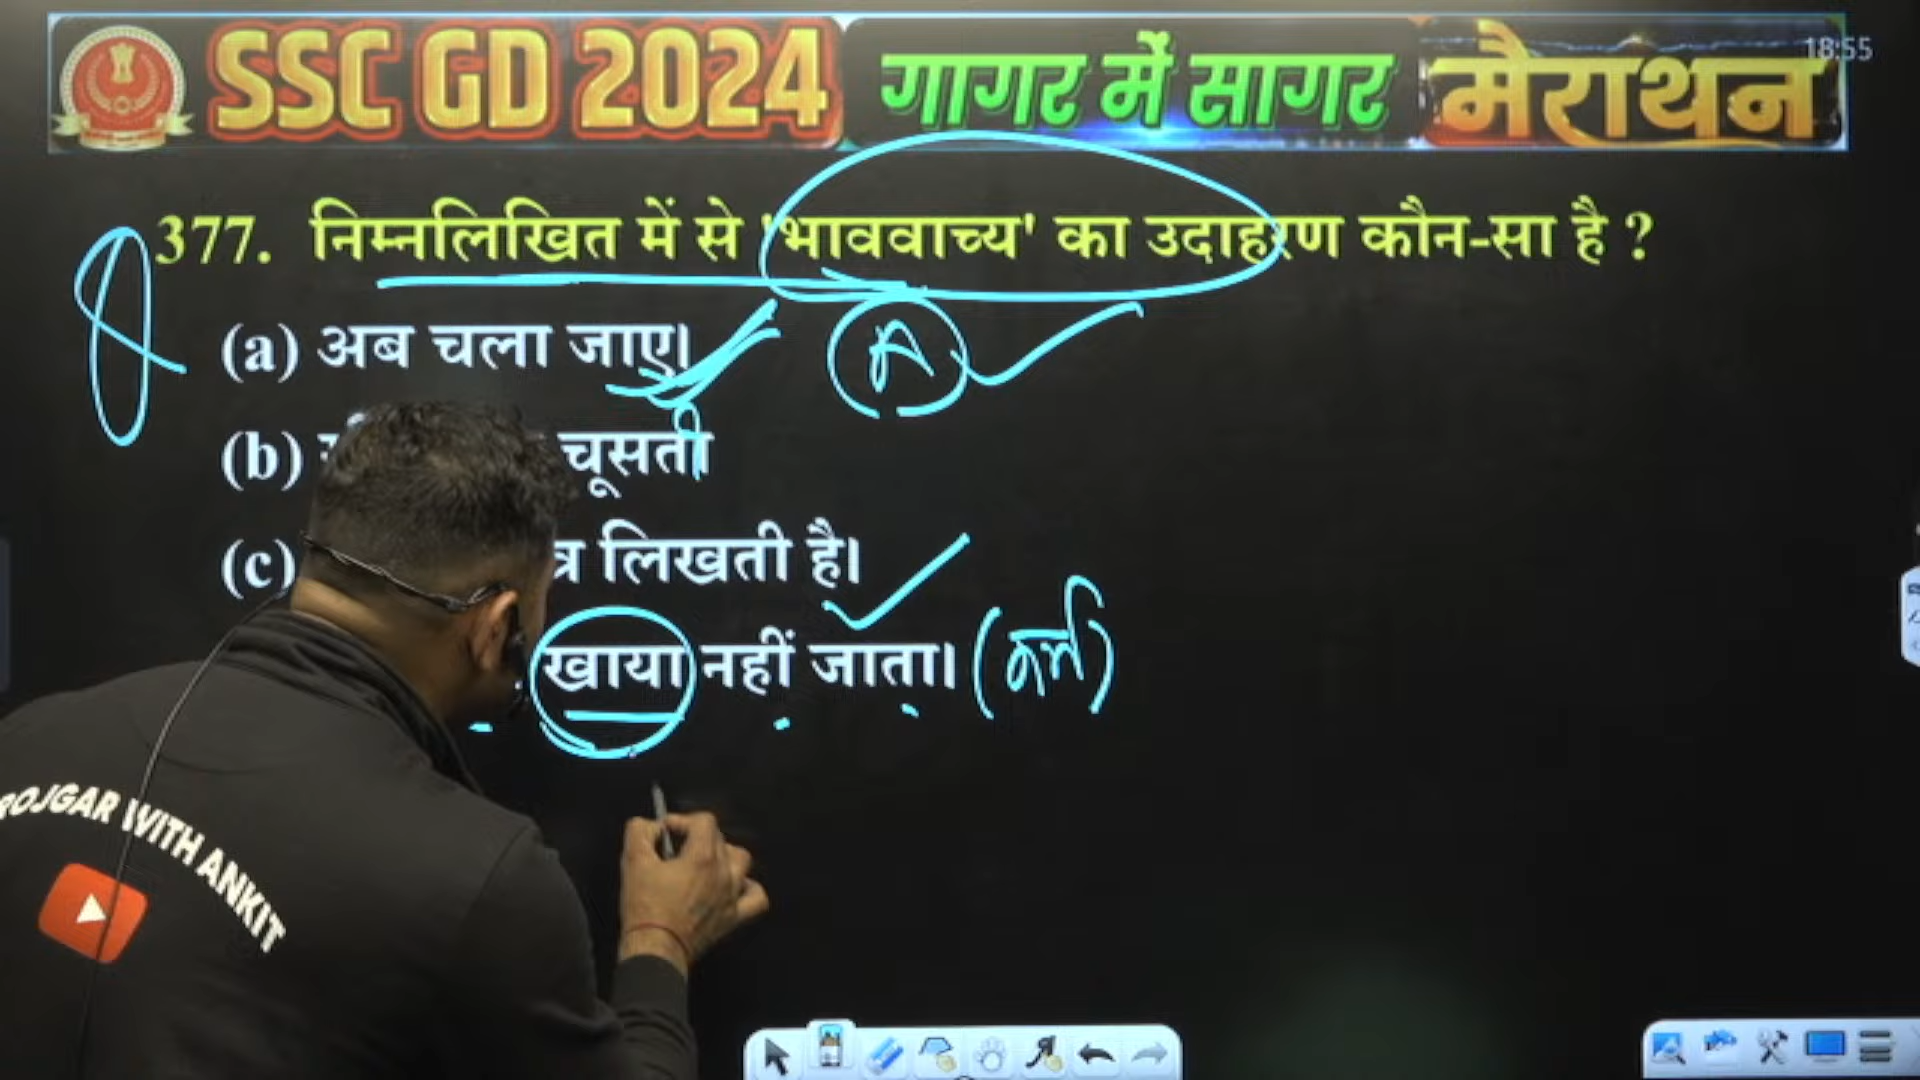 SSC GD 2024 गागर में सागर मैराथन
18:55
377. निम्नलिखित में से 'भाववाच्य' का उदाहरण कौन-सा है ?
(a) अब चला जाए।
(b) चूसती
(c) लिखती है।
खाया नहीं जाता। (कर्म)
ROJGAR WITH ANKIT